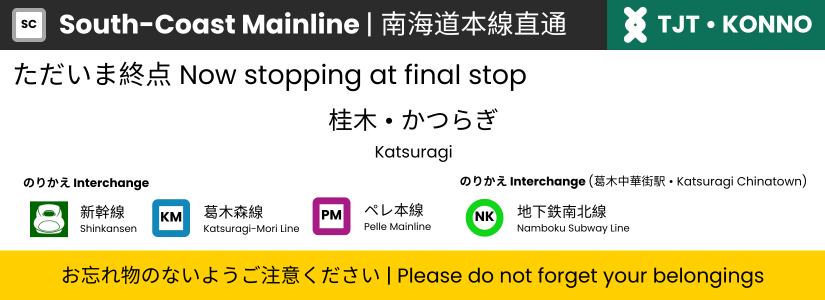 SC South-Coast Mainline | 南海道本線直通 TJT • KONNO
ただいま終点 Now stopping at final stop
桂木 • かつらぎ
Katsuragi
のりかえ Interchange
新幹線
Shinkansen
KM
葛木森線
Katsuragi-Mori Line
PM
ペレ本線
Pelle Mainline
のりかえ Interchange (葛木中華街駅 • Katsuragi Chinatown)
NK
地下鉄南北線
Namboku Subway Line
お忘れ物のないようご注意ください | Please do not forget your belongings